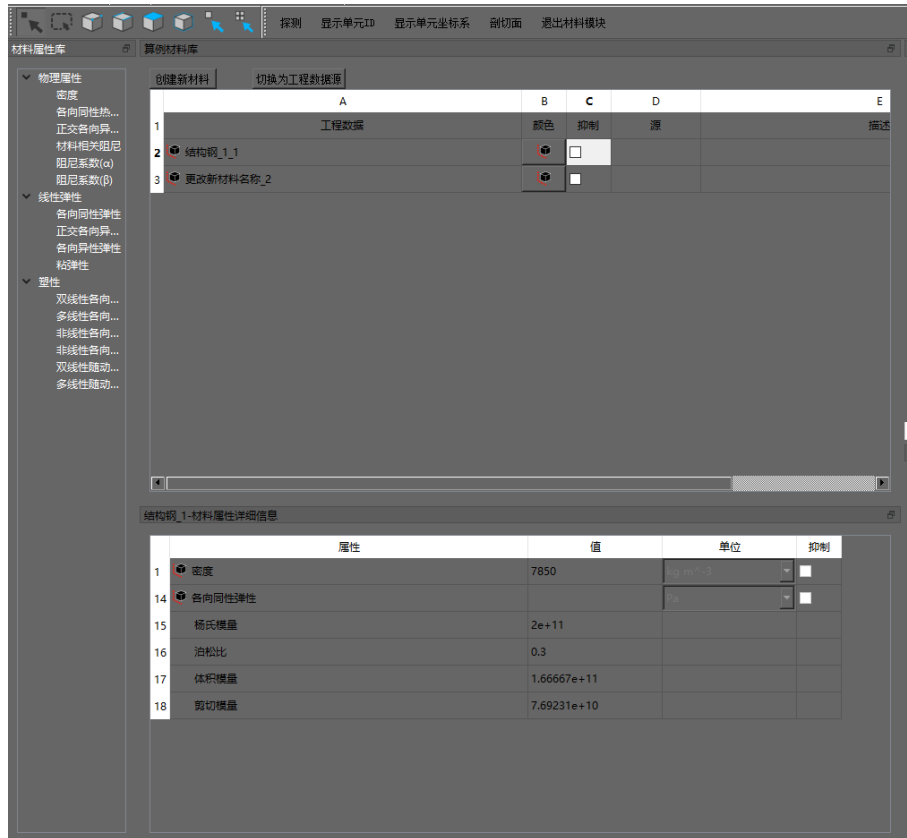 探测 显示单元ID 显示单元坐标系 剖切面 退出材料模块
材料属性库
算例材料库
物理属性
密度
各向同性热...
正交各向异...
材料相关阻尼
阻尼系数(α)
阻尼系数(β)
线性弹性
各向同性弹性
正交各向异...
各向异性弹性
粘弹性
塑性
双线性各向...
多线性各向...
非线性各向...
非线性各向...
双线性随动...
多线性随动...
创建新材料 切换为工程数据源
A B C D E
1 工程数据 颜色 抑制 源 描述
2 结构钢_1_1
3 更改新材料名称_2
结构钢_1-材料属性详细信息
属性 值 单位 抑制
1 密度 7850 kg m^-3
14 各向同性弹性 Pa
15 杨氏模量 2e+11
16 泊松比 0.3
17 体积模量 1.66667e+11
18 剪切模量 7.69231e+10